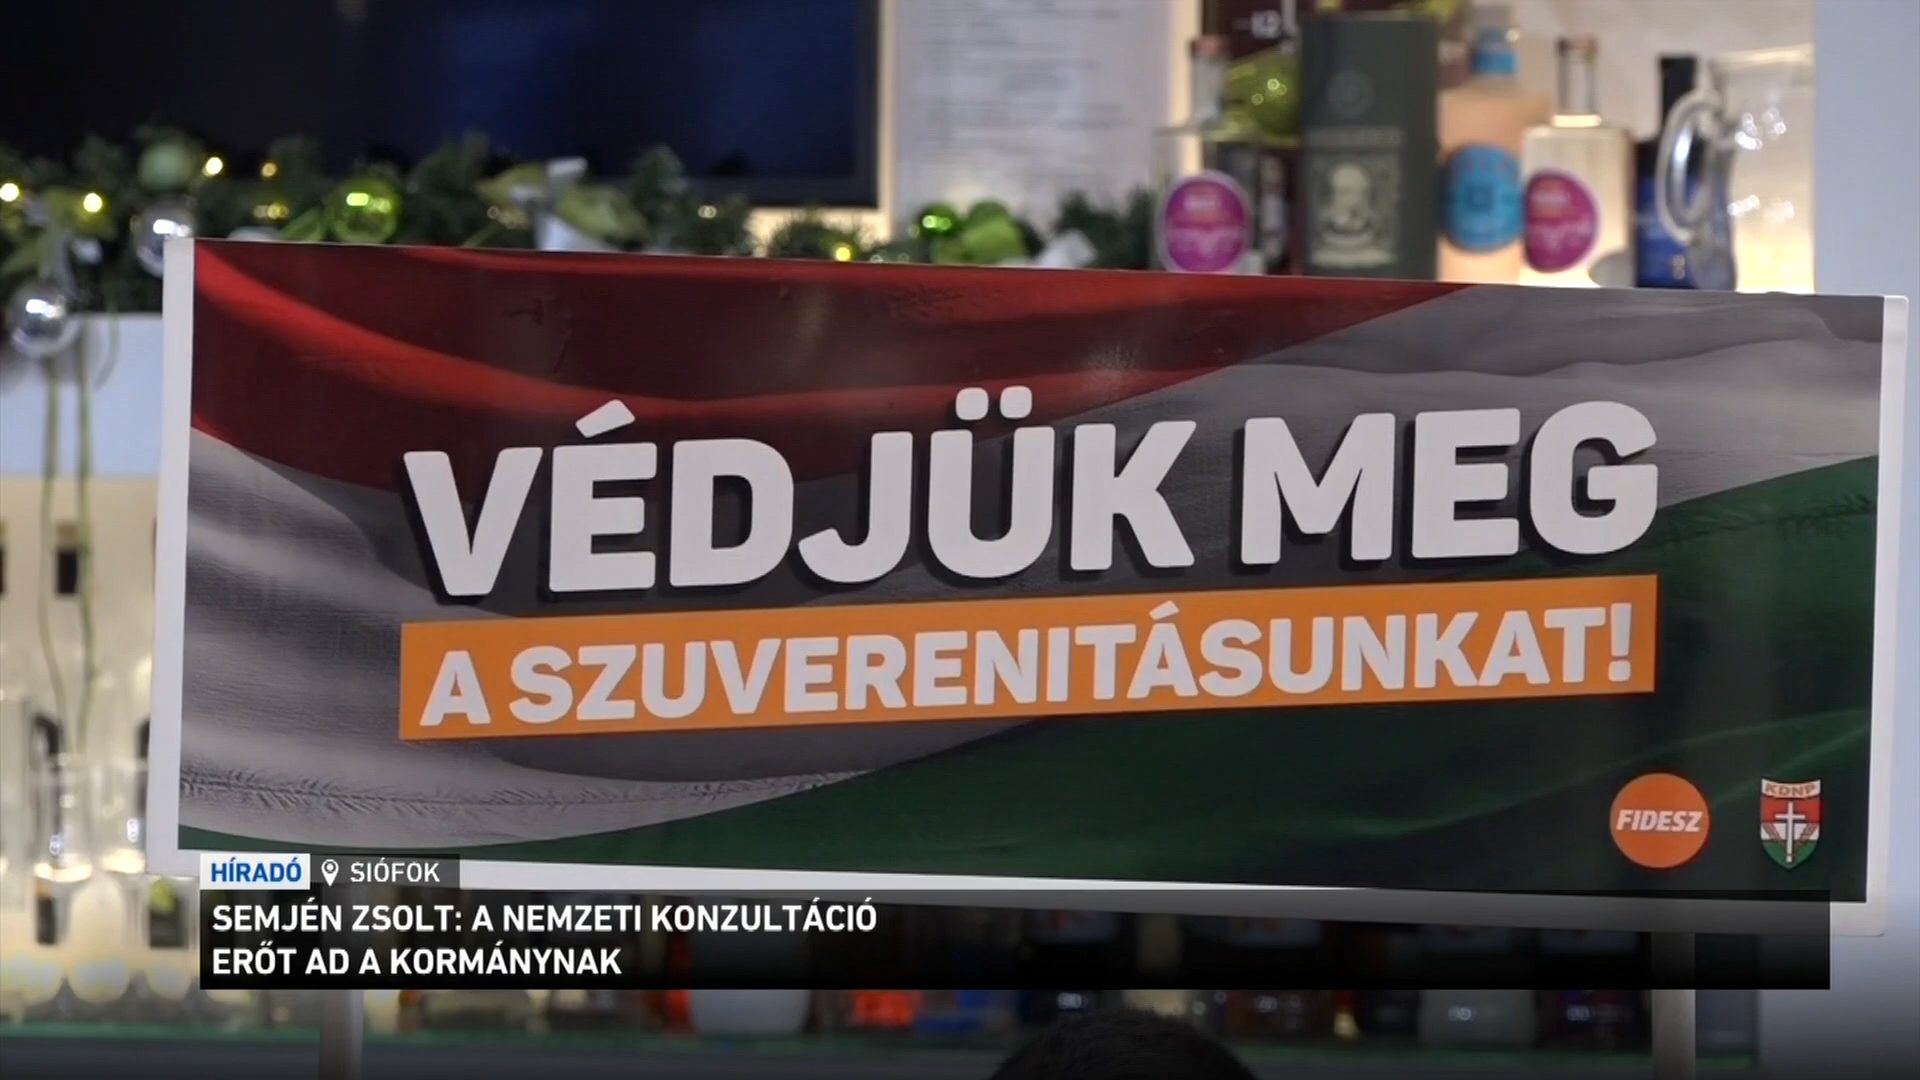 VÉDJÜK MEG
A SZUVERENITÁSUNKAT!
FIDESZ
KDNP
HÍRADÓ SIÓFOK
SEMJÉN ZSOLT: A NEMZETI KONZULTÁCIÓ
ERŐT AD A KORMÁNYNAK